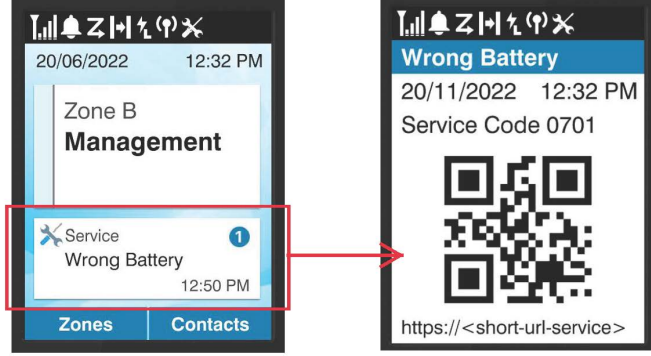 20/06/2022 12:32 PM
Zone B
Management
Service 1
Wrong Battery
12:50 PM
Zones Contacts
Wrong Battery
20/11/2022 12:32 PM
Service Code 0701
https://<short-url-service>